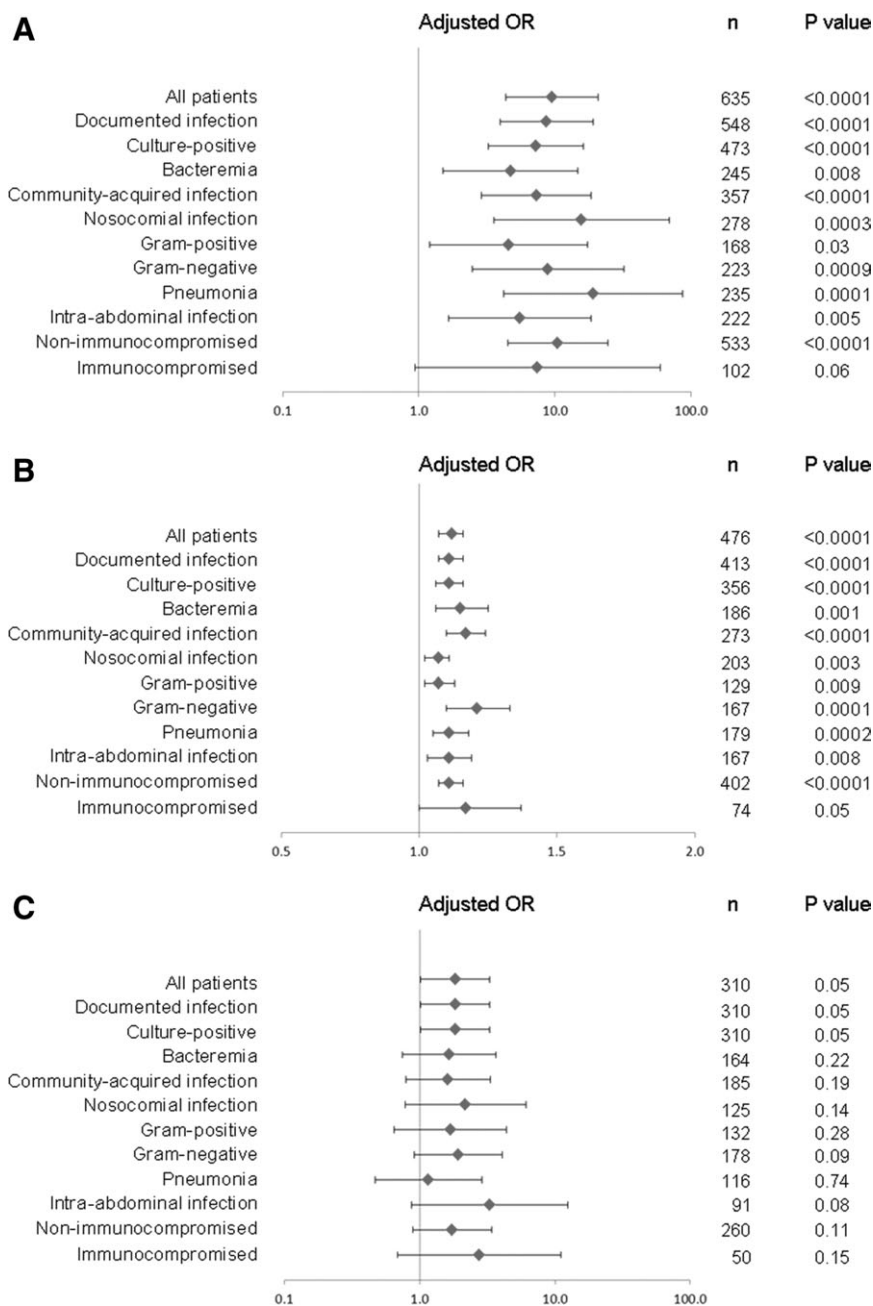 A Adjusted OR n P value
All patients 635 <0.0001
Documented infection 548 <0.0001
Culture-positive 473 <0.0001
Bacteremia 245 0.008
Community-acquired infection 357 <0.0001
Nosocomial infection 278 0.0003
Gram-positive 168 0.03
Gram-negative 223 0.0009
Pneumonia 235 0.0001
Intra-abdominal infection 222 0.005
Non-immunocompromised 533 <0.0001
Immunocompromised 102 0.06
0.1 1.0 10.0 100.0
B Adjusted OR n P value
All patients 476 <0.0001
Documented infection 413 <0.0001
Culture-positive 356 <0.0001
Bacteremia 186 0.001
Community-acquired infection 273 <0.0001
Nosocomial infection 203 0.003
Gram-positive 129 0.009
Gram-negative 167 0.0001
Pneumonia 179 0.0002
Intra-abdominal infection 167 0.008
Non-immunocompromised 402 <0.0001
Immunocompromised 74 0.05
0.5 1.0 1.5 2.0
C Adjusted OR n P value
All patients 310 0.05
Documented infection 310 0.05
Culture-positive 310 0.05
Bacteremia 164 0.22
Community-acquired infection 185 0.19
Nosocomial infection 125 0.14
Gram-positive 132 0.28
Gram-negative 178 0.09
Pneumonia 116 0.74
Intra-abdominal infection 91 0.08
Non-immunocompromised 260 0.11
Immunocompromised 50 0.15
0.1 1.0 10.0 100.0